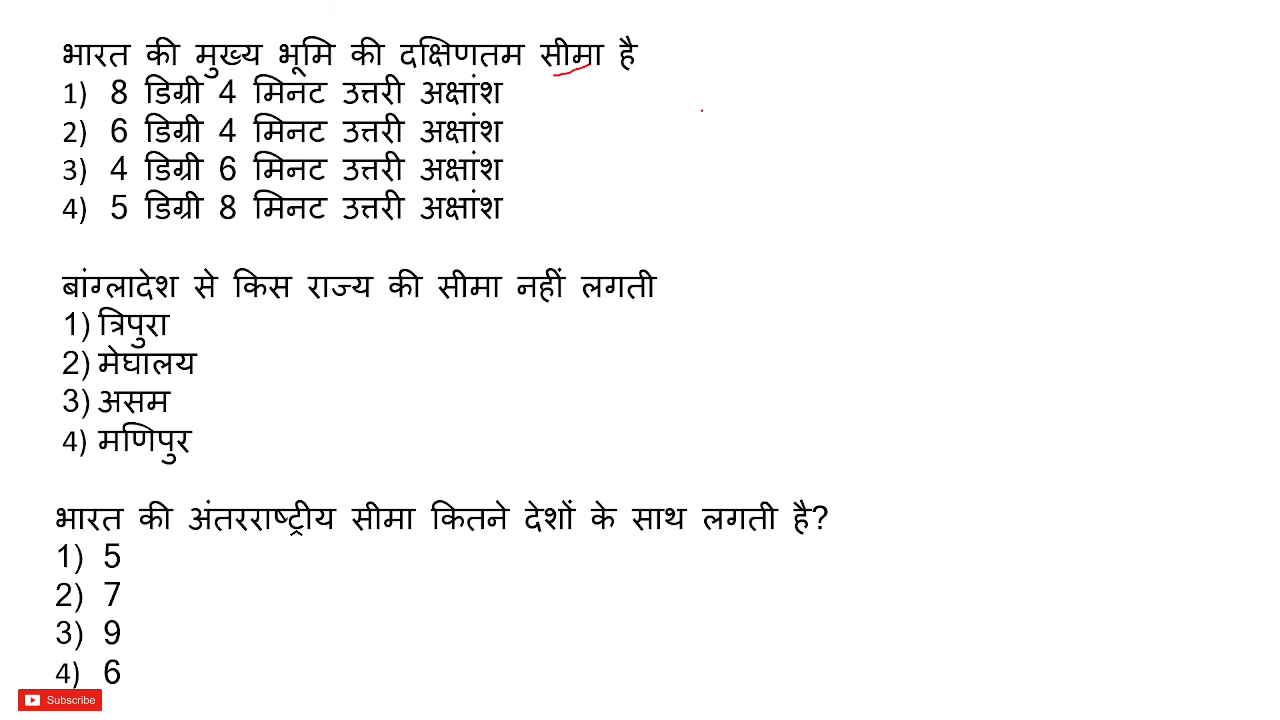 भारत की मुख्य भूमि की दक्षिणतम सीमा है
1) 8 डिग्री 4 मिनट उत्तरी अक्षांश
2) 6 डिग्री 4 मिनट उत्तरी अक्षांश
3) 4 डिग्री 6 मिनट उत्तरी अक्षांश
4) 5 डिग्री 8 मिनट उत्तरी अक्षांश
बांग्लादेश से किस राज्य की सीमा नहीं लगती
1) त्रिपुरा
2) मेघालय
3) असम
4) मणिपुर
भारत की अंतरराष्ट्रीय सीमा कितने देशों के साथ लगती है?
1) 5
2) 7
3) 9
4) 6
Subscribe